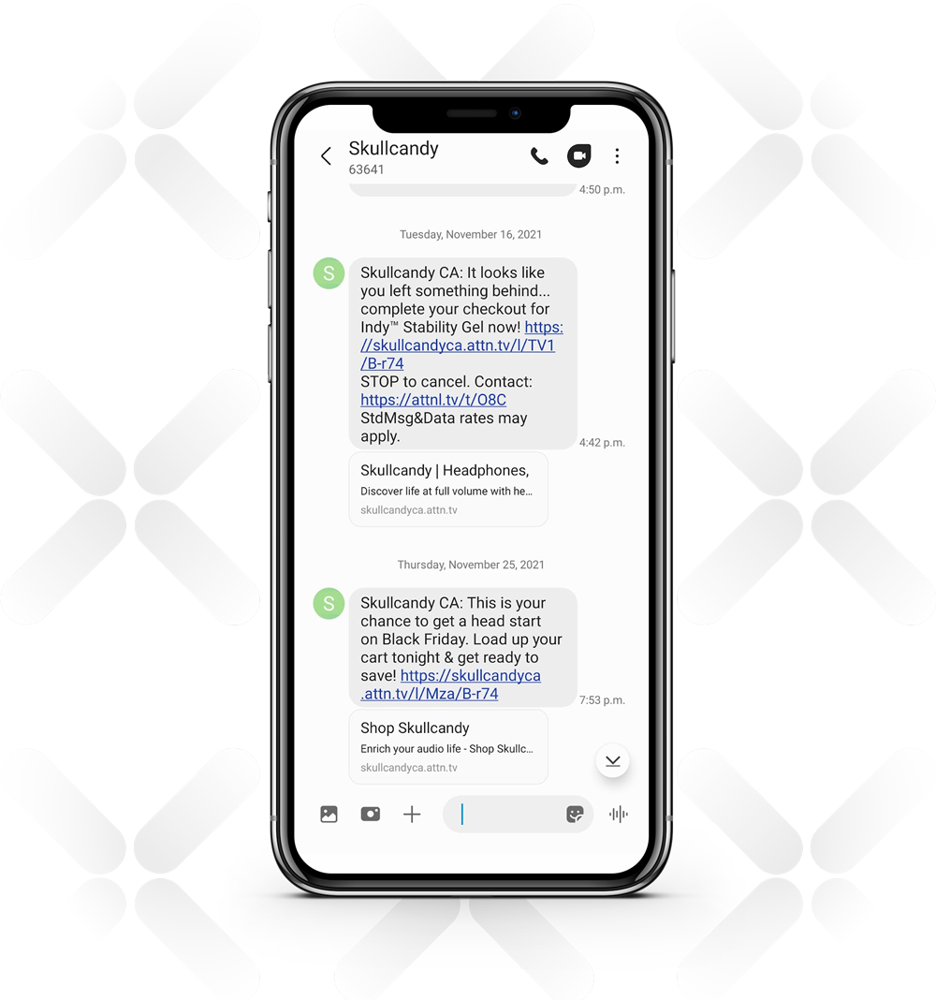 Skullcandy
63641
4:50 p.m.
Tuesday, November 16, 2021
S
Skullcandy CA: It looks like
you left something behind...
complete your checkout for
Indy™ Stability Gel now! https:
//skullcandyca.attn.tv/l/TV1
/B-r74
STOP to cancel. Contact:
https://attnl.tv/t/O8C
StdMsg&Data rates may
apply.
4:42 p.m.
Skullcandy | Headphones,
Discover life at full volume with he...
skullcandyca.attn.tv
Thursday, November 25, 2021
S
Skullcandy CA: This is your
chance to get a head start
on Black Friday. Load up your
cart tonight & get ready to
save! https://skullcandyca
.attn.tv/l/Mza/B-r74
7:53 p.m.
Shop Skullcandy
Enrich your audio life - Shop Skullc...
skullcandyca.attn.tv